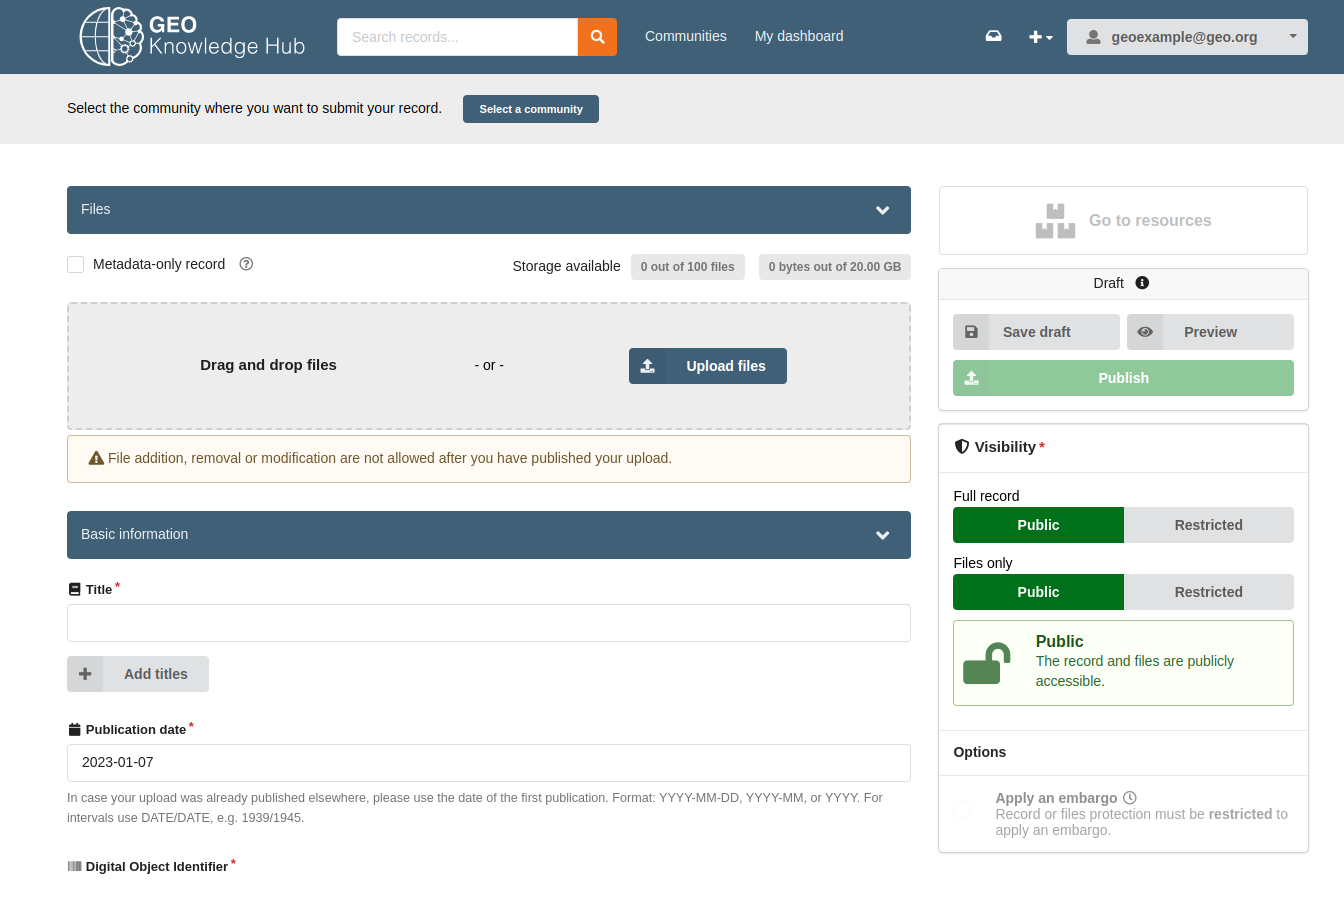 GEO
Knowledge Hub
Search records...
Communities
My dashboard
geoexample@geo.org
Select the community where you want to submit your record.
Select a community
Files
Metadata-only record
Storage available
0 out of 100 files
0 bytes out of 20.00 GB
Drag and drop files
- or -
Upload files
File addition, removal or modification are not allowed after you have published your upload.
Basic information
Title *
Add titles
Publication date *
2023-01-07
In case your upload was already published elsewhere, please use the date of the first publication. Format: YYYY-MM-DD, YYYY-MM, or YYYY. For
intervals use DATE/DATE, e.g. 1939/1945.
Digital Object Identifier *
Go to resources
Draft
Save draft
Preview
Publish
Visibility *
Full record
Public
Restricted
Files only
Public
Restricted
Public
The record and files are publicly
accessible.
Options
Apply an embargo
Record or files protection must be restricted to
apply an embargo.